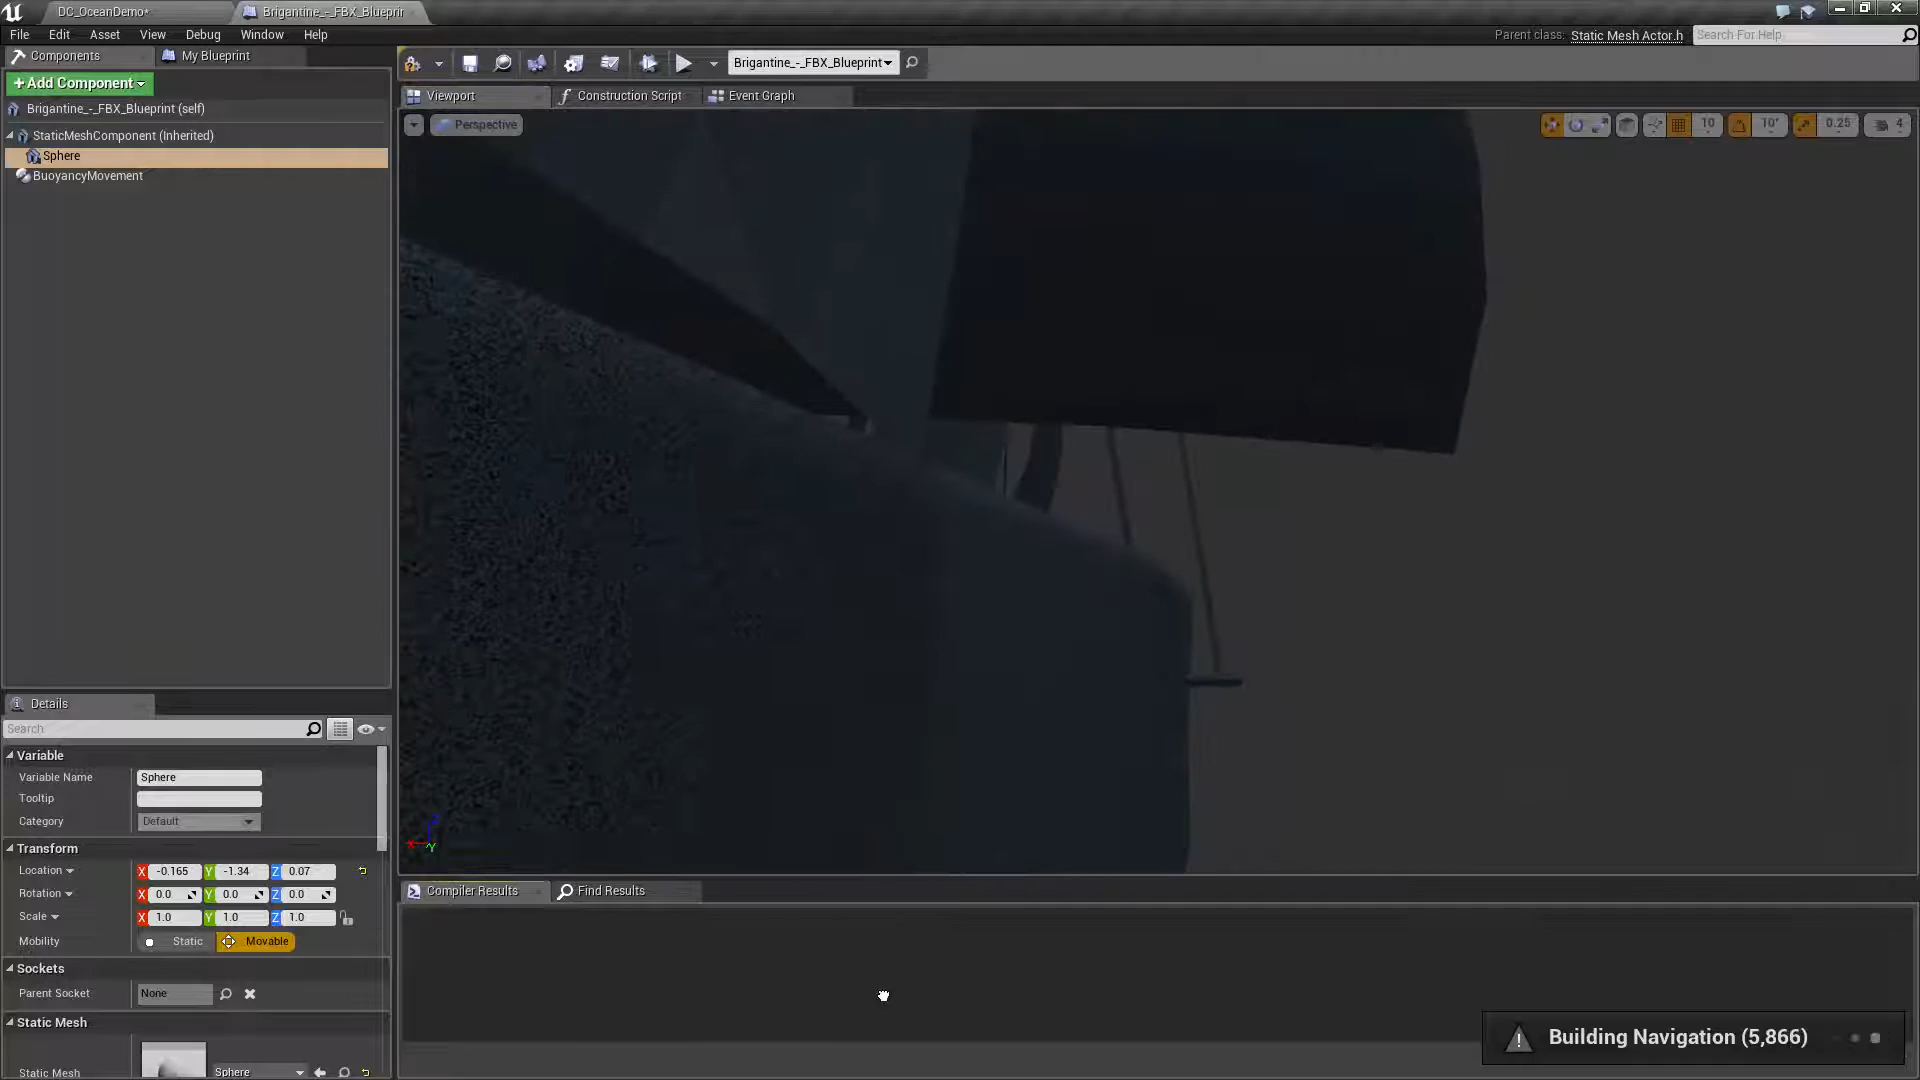 DC_OceanDemo*
Brigantine_-_FBX_Blueprir
File Edit Asset View Debug Window Help
Parent class: Static Mesh Actor.h
Search For Help
Components
My Blueprint
+Add Component
Brigantine_-_FBX_Blueprint (self)
StaticMeshComponent (Inherited)
Sphere
BuoyancyMovement
Brigantine_-_FBX_Blueprint
Viewport
Construction Script
Event Graph
Perspective
10
10°
0.25
4
Details
Search
Variable
Variable Name
Sphere
Tooltip
Category
Default
Transform
Location X -0.165 Y -1.34 Z 0.07
Rotation X 0.0 Y 0.0 Z 0.0
Scale X 1.0 Y 1.0 Z 1.0
Mobility Static Movable
Sockets
Parent Socket None
Static Mesh
Static Mesh Sphere
Compiler Results
Find Results
Building Navigation (5,866)